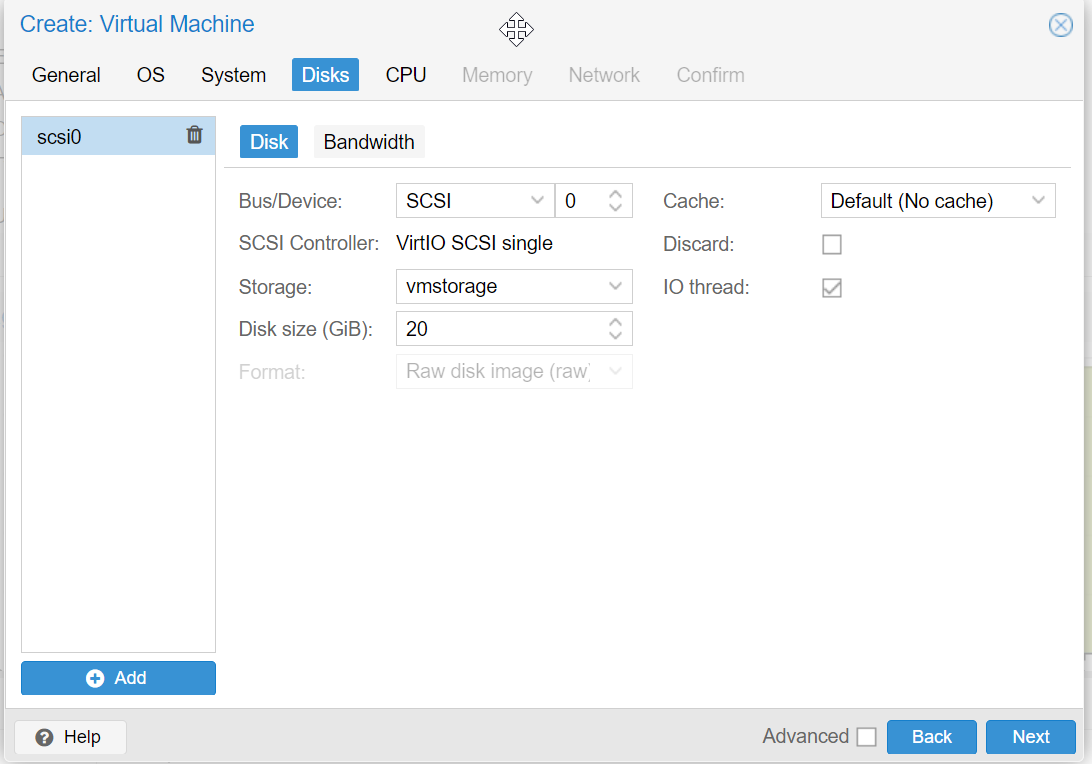 Create: Virtual Machine
General OS System Disks CPU Memory Network Confirm
scsi0
Disk Bandwidth
Bus/Device: SCSI 0 Cache: Default (No cache)
SCSI Controller: VirtIO SCSI single Discard:
Storage: vmstorage IO thread:
Disk size (GiB): 20
Format: Raw disk image (raw)
Add
Help Advanced Back Next